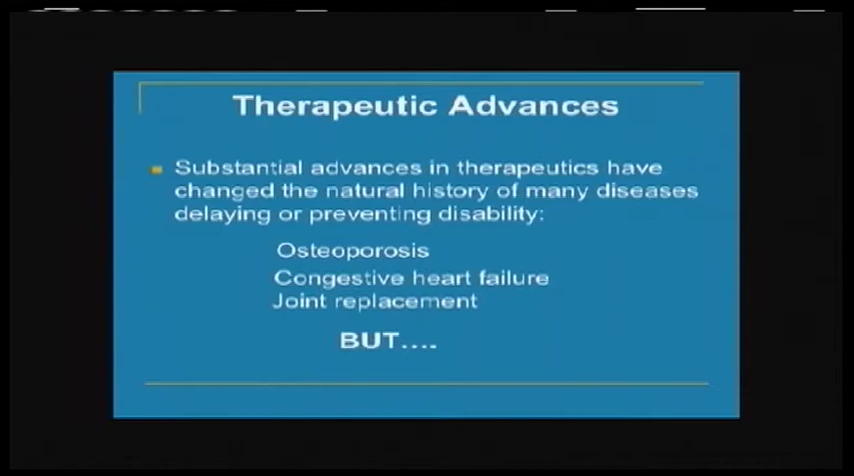 Therapeutic Advances
Substantial advances in therapeutics have
changed the natural history of many diseases
delaying or preventing disability:
Osteoporosis
Congestive heart failure
Joint replacement
BUT....